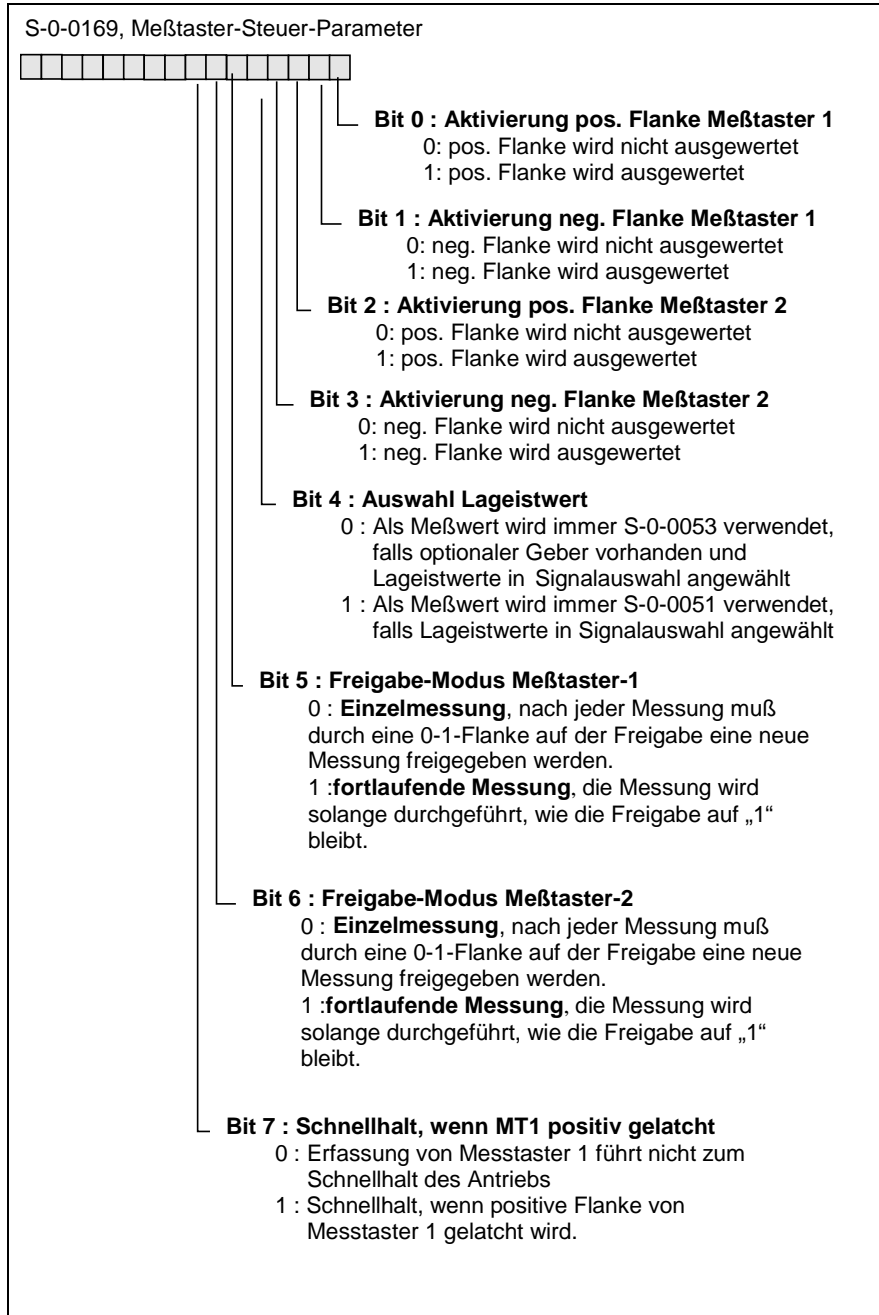 S-0-0169, Meßtaster-Steuer-Parameter
Bit 0 : Aktivierung pos. Flanke Meßtaster 1
0: pos. Flanke wird nicht ausgewertet
1: pos. Flanke wird ausgewertet
Bit 1 : Aktivierung neg. Flanke Meßtaster 1
0: neg. Flanke wird nicht ausgewertet
1: neg. Flanke wird ausgewertet
Bit 2 : Aktivierung pos. Flanke Meßtaster 2
0: pos. Flanke wird nicht ausgewertet
1: pos. Flanke wird ausgewertet
Bit 3 : Aktivierung neg. Flanke Meßtaster 2
0: neg. Flanke wird nicht ausgewertet
1: neg. Flanke wird ausgewertet
Bit 4 : Auswahl Lageistwert
0 : Als Meßwert wird immer S-0-0053 verwendet,
falls optionaler Geber vorhanden und
Lageistwerte in Signalauswahl angewählt
1 : Als Meßwert wird immer S-0-0051 verwendet,
falls Lageistwerte in Signalauswahl angewählt
Bit 5 : Freigabe-Modus Meßtaster-1
0 : Einzelmessung, nach jeder Messung muß
durch eine 0-1-Flanke auf der Freigabe eine neue
Messung freigegeben werden.
1 :fortlaufende Messung, die Messung wird
solange durchgeführt, wie die Freigabe auf „1“
bleibt.
Bit 6 : Freigabe-Modus Meßtaster-2
0 : Einzelmessung, nach jeder Messung muß
durch eine 0-1-Flanke auf der Freigabe eine neue
Messung freigegeben werden.
1 :fortlaufende Messung, die Messung wird
solange durchgeführt, wie die Freigabe auf „1“
bleibt.
Bit 7 : Schnellhalt, wenn MT1 positiv gelatcht
0 : Erfassung von Messtaster 1 führt nicht zum
Schnellhalt des Antriebs
1 : Schnellhalt, wenn positive Flanke von
Messtaster 1 gelatcht wird.